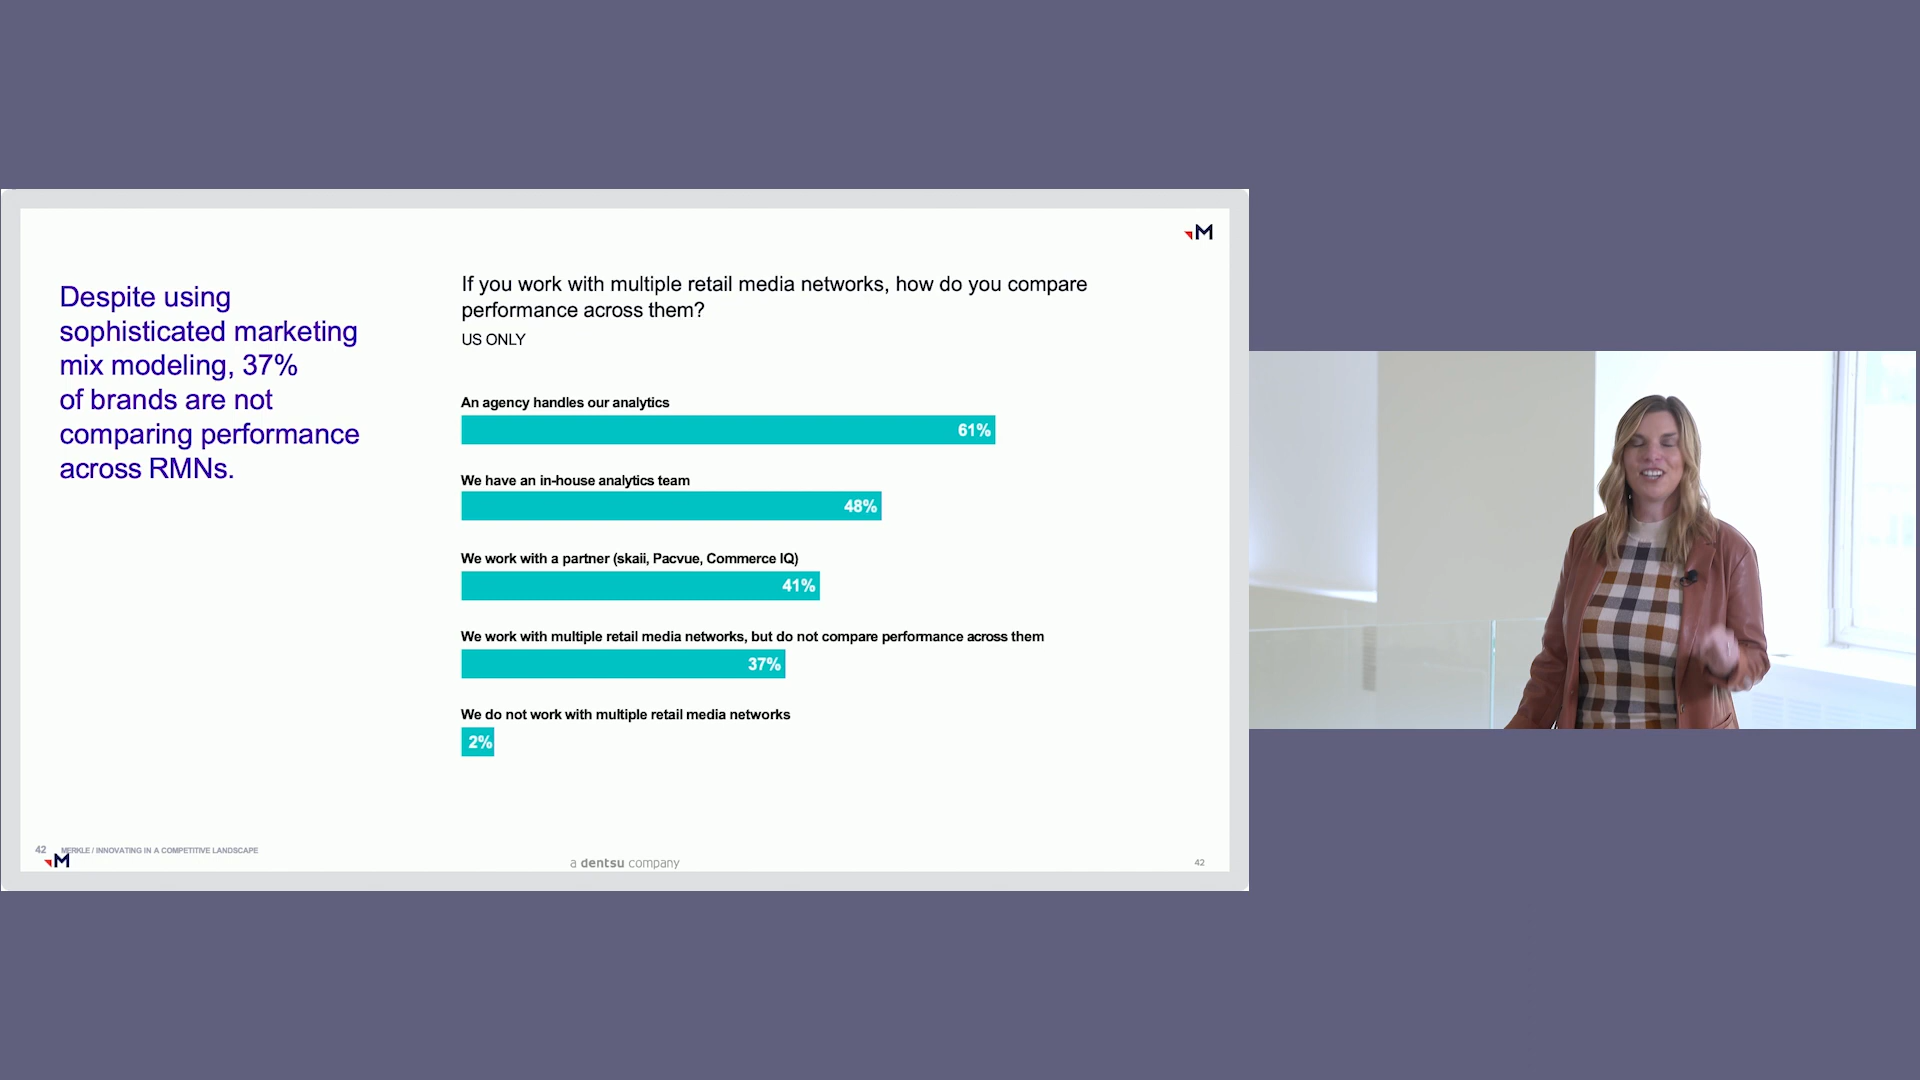 M
Despite using
sophisticated marketing
mix modeling, 37%
of brands are not
comparing performance
across RMNs.
If you work with multiple retail media networks, how do you compare
performance across them?
US ONLY
An agency handles our analytics
61%
We have an in-house analytics team
48%
We work with a partner (skaii, Pacvue, Commerce IQ)
41%
We work with multiple retail media networks, but do not compare performance across them
37%
We do not work with multiple retail media networks
2%
42 MERKLE / INNOVATING IN A COMPETITIVE LANDSCAPE
M
a dentsu company
42